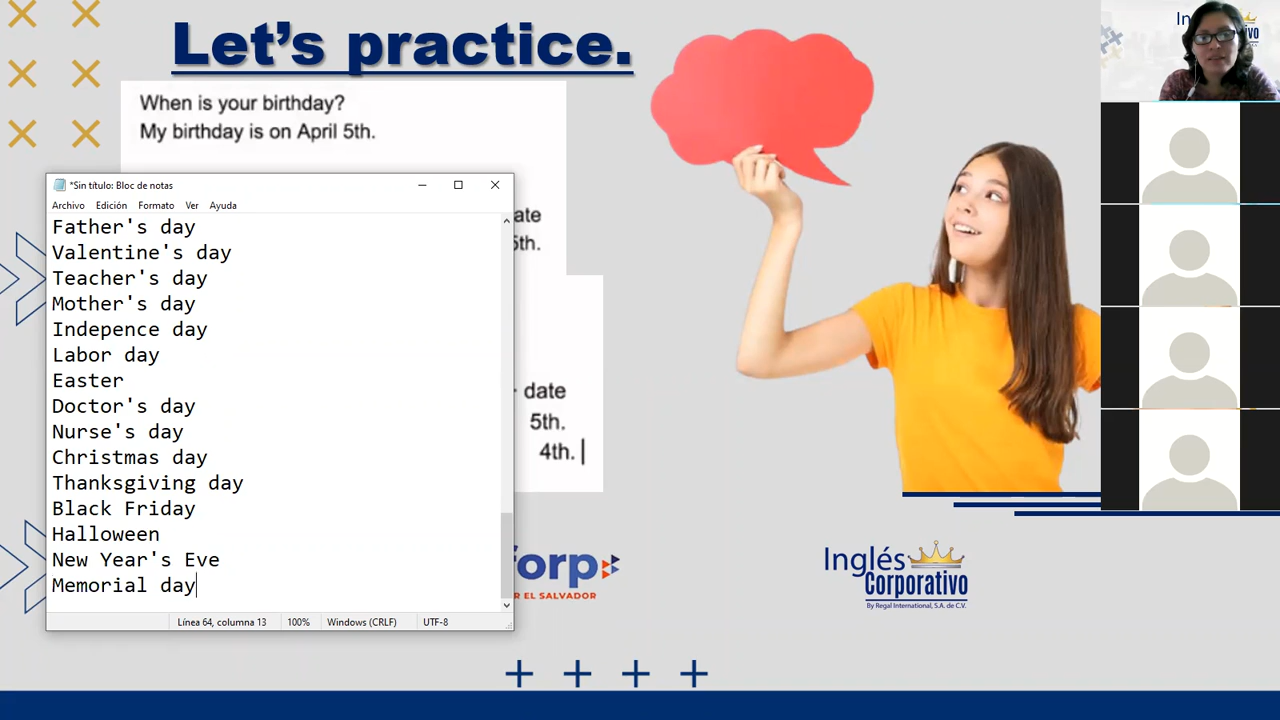 Let's practice.
When is your birthday?
My birthday is on April 5th.
ate
5th.
date
5th.
4th.
*Sin título: Bloc de notas
Archivo Edición Formato Ver Ayuda
Father's day
Valentine's day
Teacher's day
Mother's day
Indepence day
Labor day
Easter
Doctor's day
Nurse's day
Christmas day
Thanksgiving day
Black Friday
Halloween
New Year's Eve
Memorial day
Línea 64, columna 13 100% Windows (CRLF) UTF-8
forp
R EL SALVADOR
Inglés
Corporativo
By Regal International, S.A. de C.V.